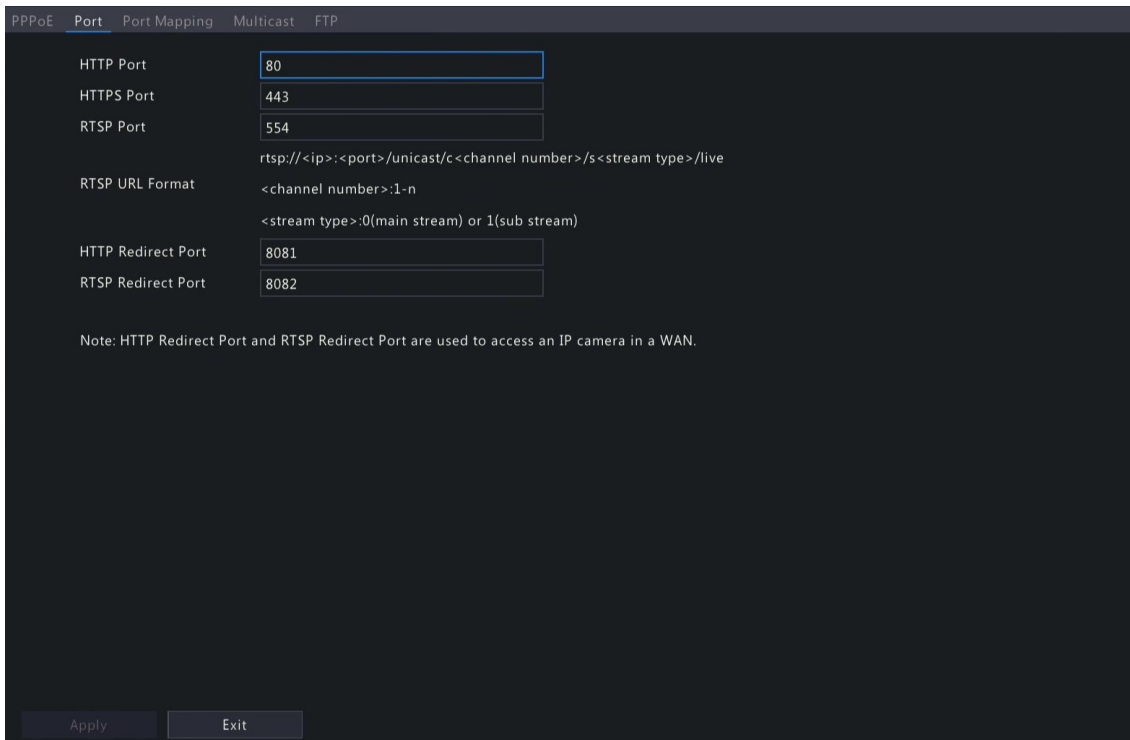 PPPoE Port Port Mapping Multicast FTP
HTTP Port 80
HTTPS Port 443
RTSP Port 554
rtsp://<ip>:<port>/unicast/c<channel number>/s<stream type>/live
RTSP URL Format
<channel number>:1-n
<stream type>:0(main stream) or 1(sub stream)
HTTP Redirect Port 8081
RTSP Redirect Port 8082
Note: HTTP Redirect Port and RTSP Redirect Port are used to access an IP camera in a WAN.
Apply Exit